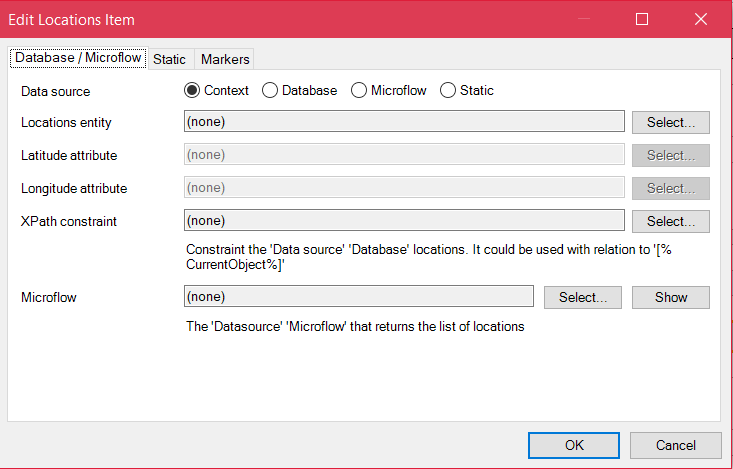 Edit Locations Item
Database / Microflow Static Markers
Data source Context Database Microflow Static
Locations entity (none) Select...
Latitude attribute (none) Select...
Longitude attribute (none) Select...
XPath constraint (none) Select...
Constraint the 'Data source' 'Database' locations. It could be used with relation to '[%
CurrentObject%]'
Microflow (none) Select... Show
The 'Datasource' 'Microflow' that returns the list of locations
OK Cancel